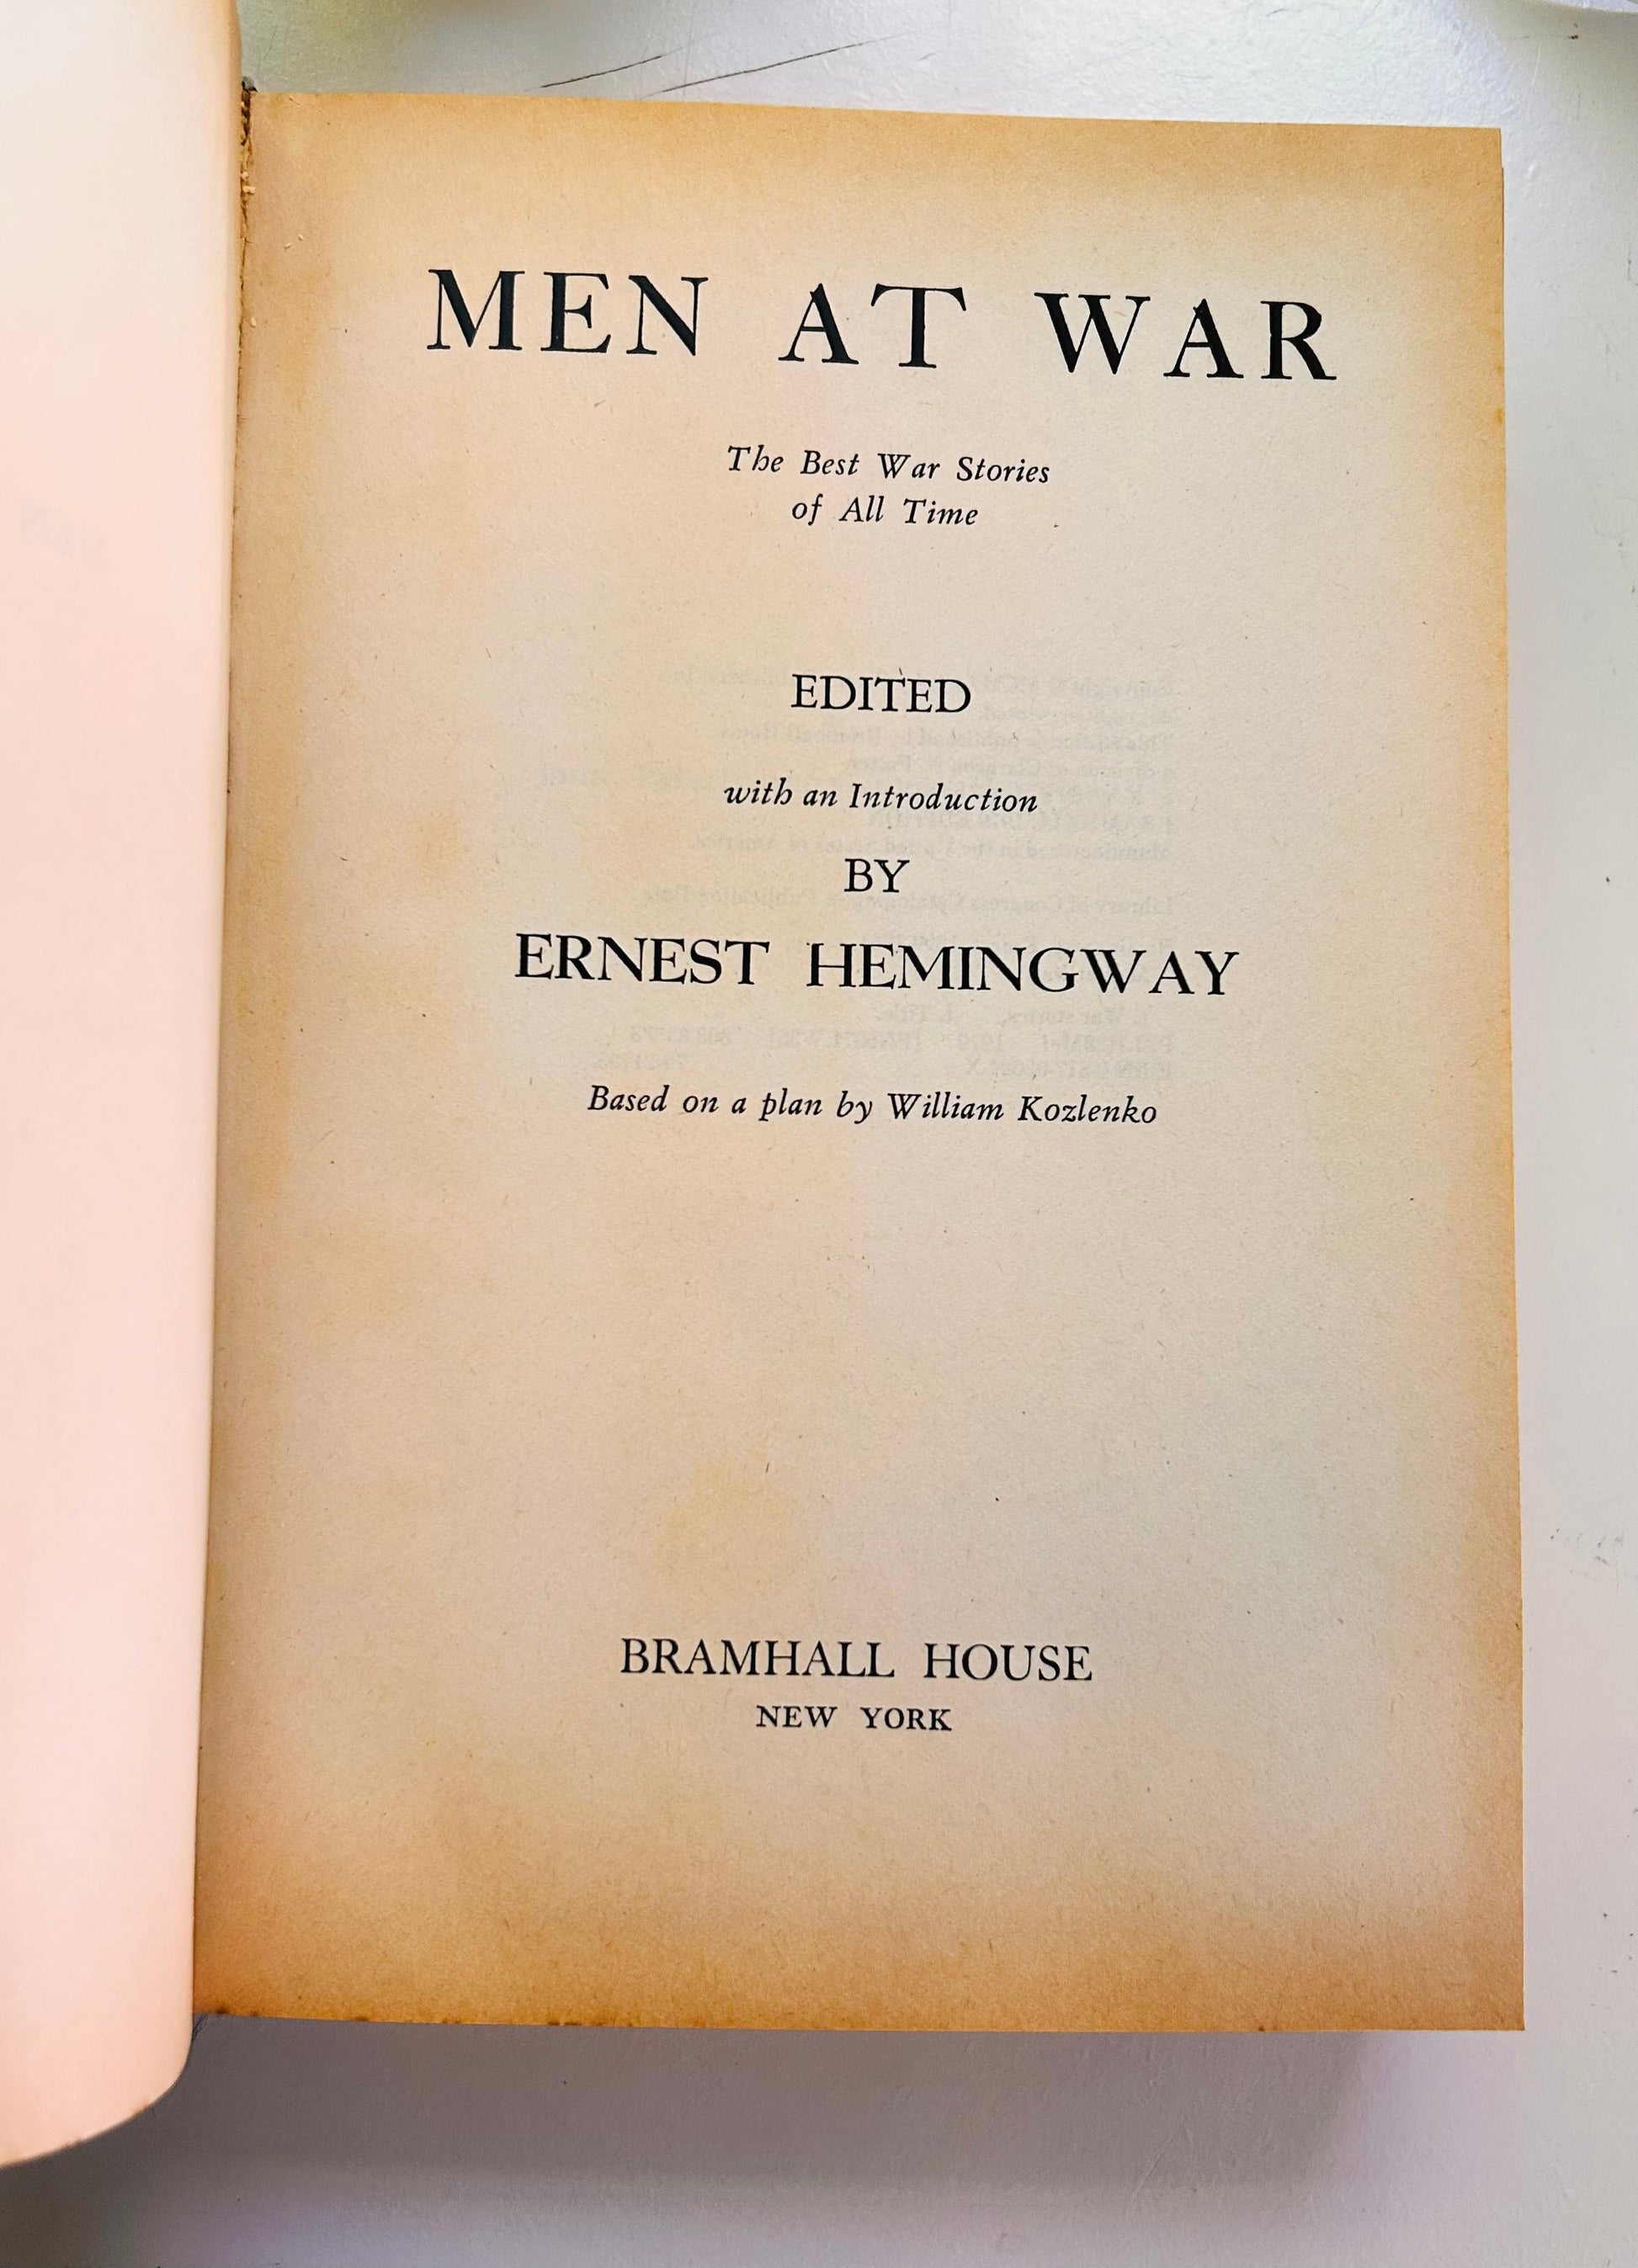 MEN AT WAR
The Best War Stories
of All Time
EDITED
with an Introduction
BY
ERNEST HEMINGWAY
Based on a plan by William Kozlenko
BRAMHALL HOUSE
NEW YORK